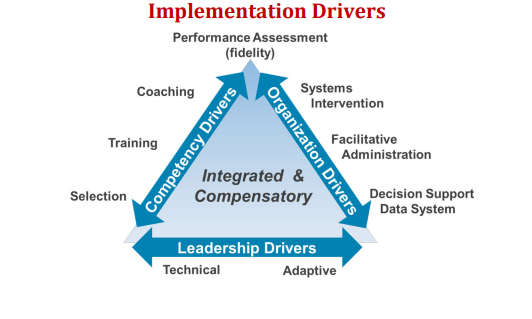 Implementation Drivers
Performance Assessment
(fidelity)
Coaching
Systems
Intervention
Training
Competency Drivers
Organization Drivers
Facilitative
Administration
Integrated &
Compensatory
Selection
Decision Support
Data System
Leadership Drivers
Technical
Adaptive